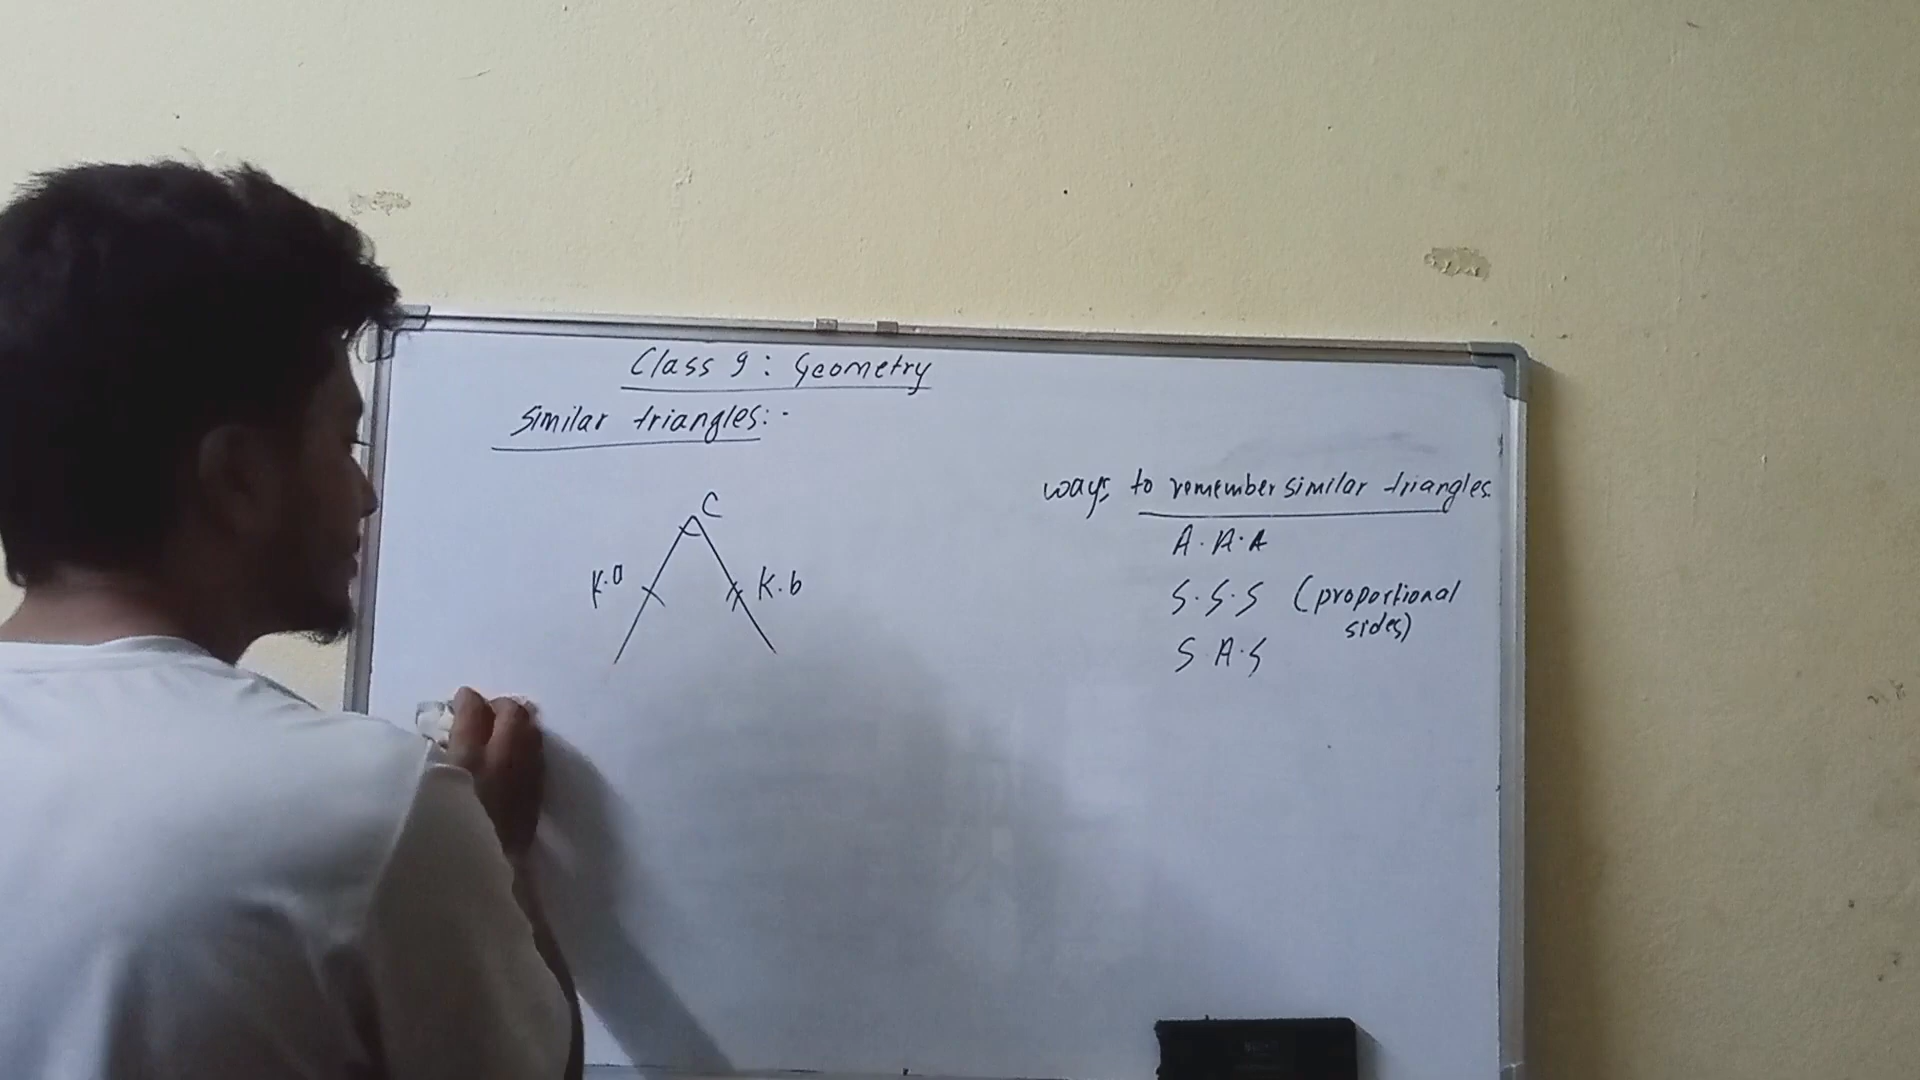 Class 9: Geometry
Similar triangles:-
C
K.a
K.b
ways to remember similar triangles
A.A.A
S.S.S (proportional
sides)
S.A.S